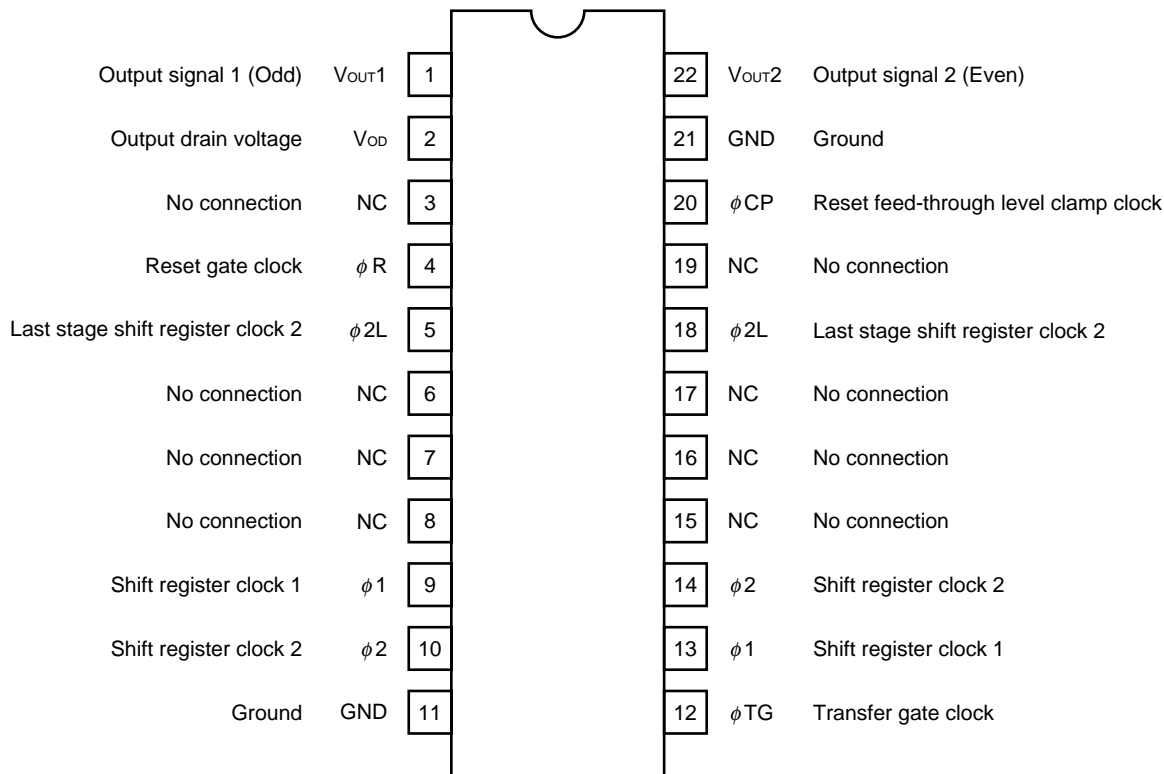 Output signal 1 (Odd) VOUT1 1 22 VOUT2 Output signal 2 (Even)
Output drain voltage VOD 2 21 GND Ground
No connection NC 3 20 ϕCP Reset feed-through level clamp clock
Reset gate clock ϕR 4 19 NC No connection
Last stage shift register clock 2 ϕ2L 5 18 ϕ2L Last stage shift register clock 2
No connection NC 6 17 NC No connection
No connection NC 7 16 NC No connection
No connection NC 8 15 NC No connection
Shift register clock 1 ϕ1 9 14 ϕ2 Shift register clock 2
Shift register clock 2 ϕ2 10 13 ϕ1 Shift register clock 1
Ground GND 11 12 ϕTG Transfer gate clock